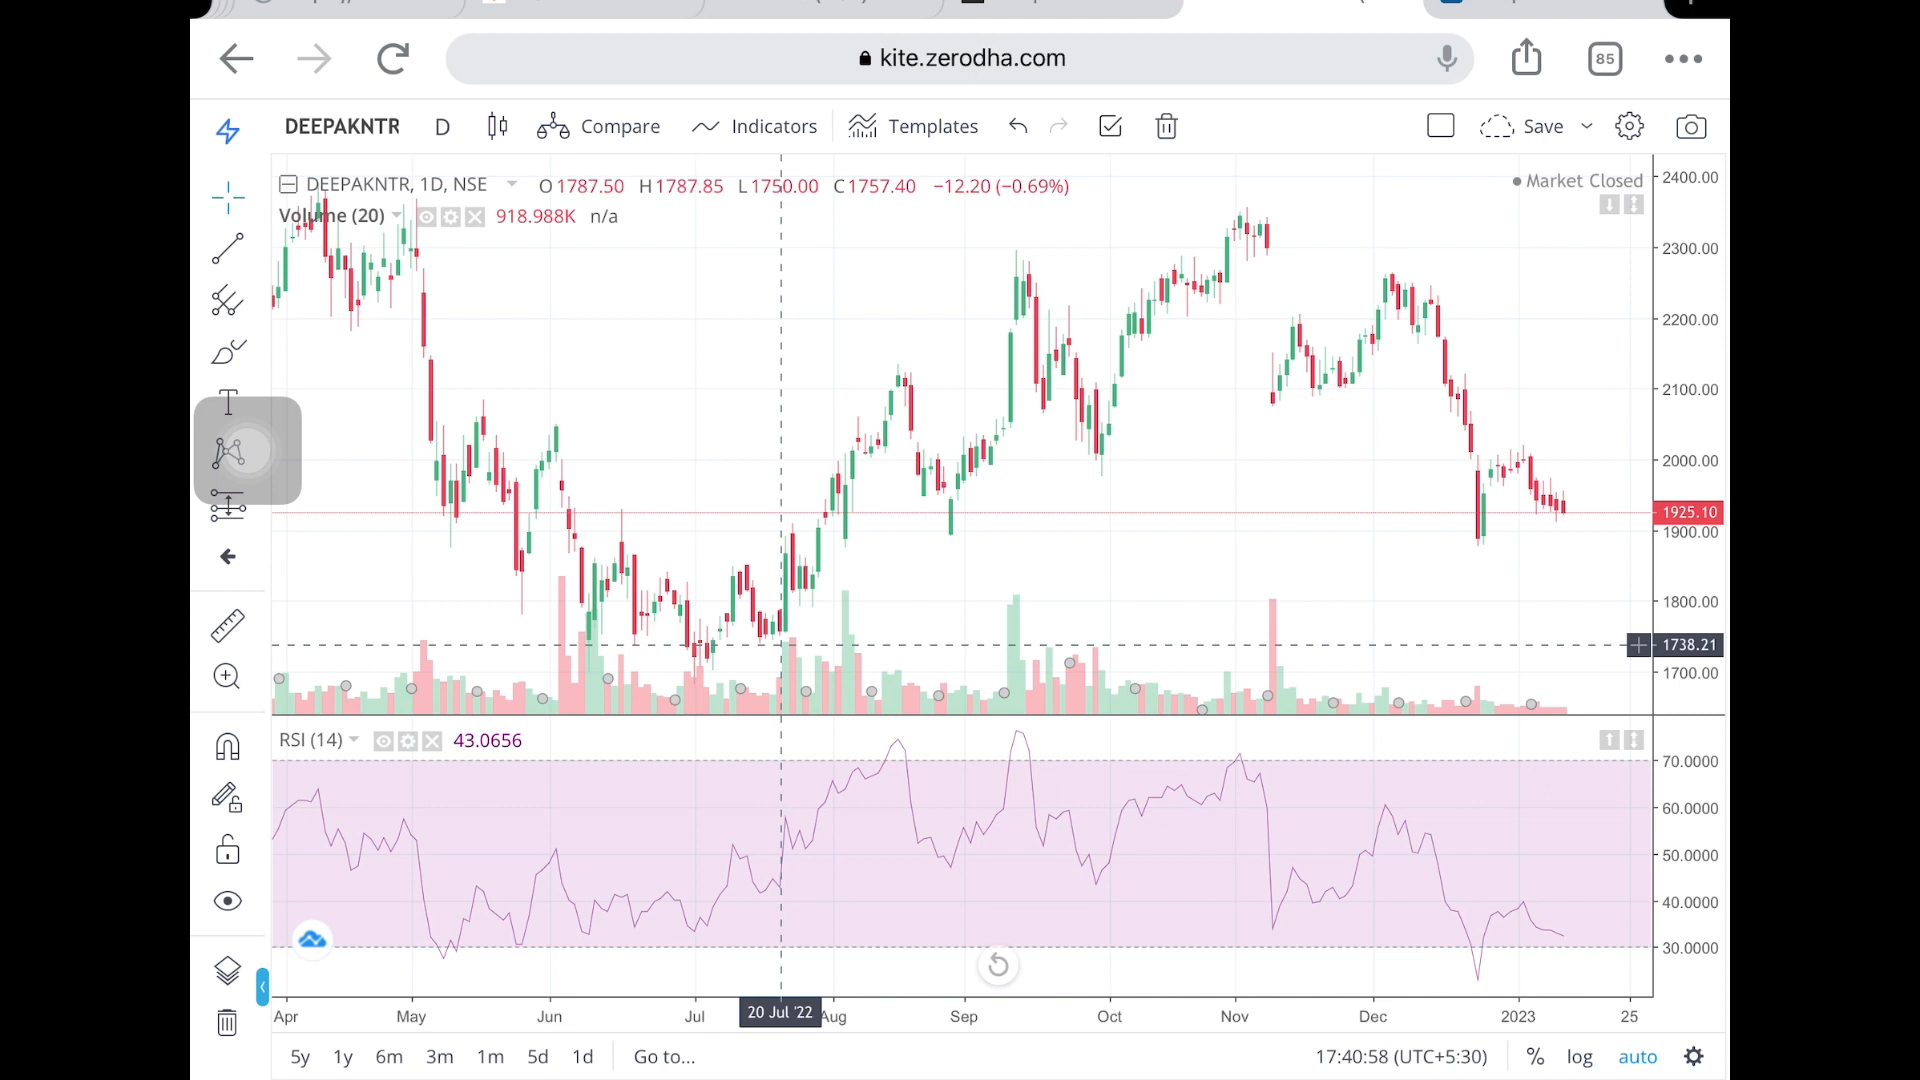 kite.zerodha.com
85
DEEPAKNTR D Compare Indicators Templates Save
DEEPAKNTR, 1D, NSE O1787.50 H1787.85 L1750.00 C1757.40 −12.20 (−0.69%)
Market Closed
Volume (20) 918.988K n/a
2400.00
2300.00
2200.00
2100.00
2000.00
1925.10
1900.00
1800.00
1738.21
1700.00
RSI (14) 43.0656
70.0000
60.0000
50.0000
40.0000
30.0000
Apr May Jun Jul 20 Jul '22 Aug Sep Oct Nov Dec 2023 25
5y 1y 6m 3m 1m 5d 1d Go to... 17:40:58 (UTC+5:30) % log auto